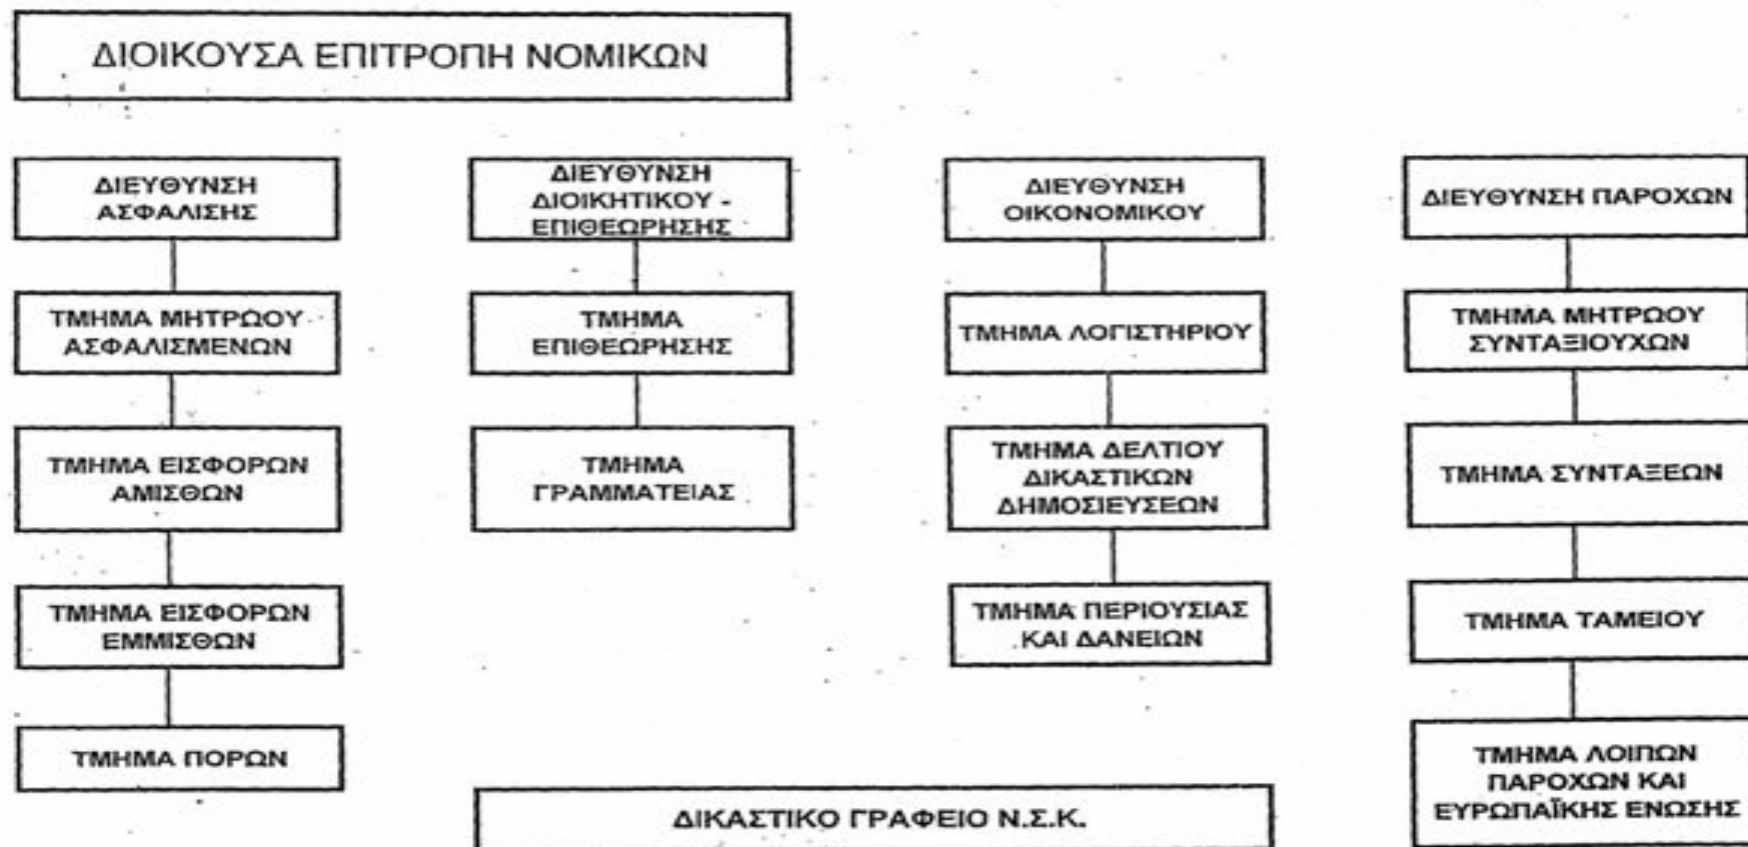 ΔΙΟΙΚΟΥΣΑ ΕΠΙΤΡΟΠΗ ΝΟΜΙΚΩΝ
ΔΙΕΥΘΥΝΣΗ
ΑΣΦΑΛΙΣΗΣ
ΤΜΗΜΑ ΜΗΤΡΩΟΥ
ΑΣΦΑΛΙΣΜΕΝΩΝ
ΤΜΗΜΑ ΕΙΣΦΟΡΩΝ
ΑΜΙΣΘΩΝ
ΤΜΗΜΑ ΕΙΣΦΟΡΩΝ
ΕΜΜΙΣΘΩΝ
ΤΜΗΜΑ ΠΟΡΩΝ
ΔΙΕΥΘΥΝΣΗ
ΔΙΟΙΚΗΤΙΚΟΥ -
ΕΠΙΘΕΩΡΗΣΗΣ
ΤΜΗΜΑ
ΕΠΙΘΕΩΡΗΣΗΣ
ΤΜΗΜΑ
ΓΡΑΜΜΑΤΕΙΑΣ
ΔΙΕΥΘΥΝΣΗ
ΟΙΚΟΝΟΜΙΚΟΥ
ΤΜΗΜΑ ΛΟΓΙΣΤΗΡΙΟΥ
ΤΜΗΜΑ ΔΕΛΤΙΟΥ
ΔΙΚΑΣΤΙΚΩΝ
ΔΗΜΟΣΙΕΥΣΕΩΝ
ΤΜΗΜΑ ΠΕΡΙΟΥΣΙΑΣ
ΚΑΙ ΔΑΝΕΙΩΝ
ΔΙΕΥΘΥΝΣΗ ΠΑΡΟΧΩΝ
ΤΜΗΜΑ ΜΗΤΡΩΟΥ
ΣΥΝΤΑΞΙΟΥΧΩΝ
ΤΜΗΜΑ ΣΥΝΤΑΞΕΩΝ
ΤΜΗΜΑ ΤΑΜΕΙΟΥ
ΤΜΗΜΑ ΛΟΙΠΩΝ
ΠΑΡΟΧΩΝ ΚΑΙ
ΕΥΡΩΠΑΪΚΗΣ ΕΝΩΣΗΣ
ΔΙΚΑΣΤΙΚΟ ΓΡΑΦΕΙΟ Ν.Σ.Κ.